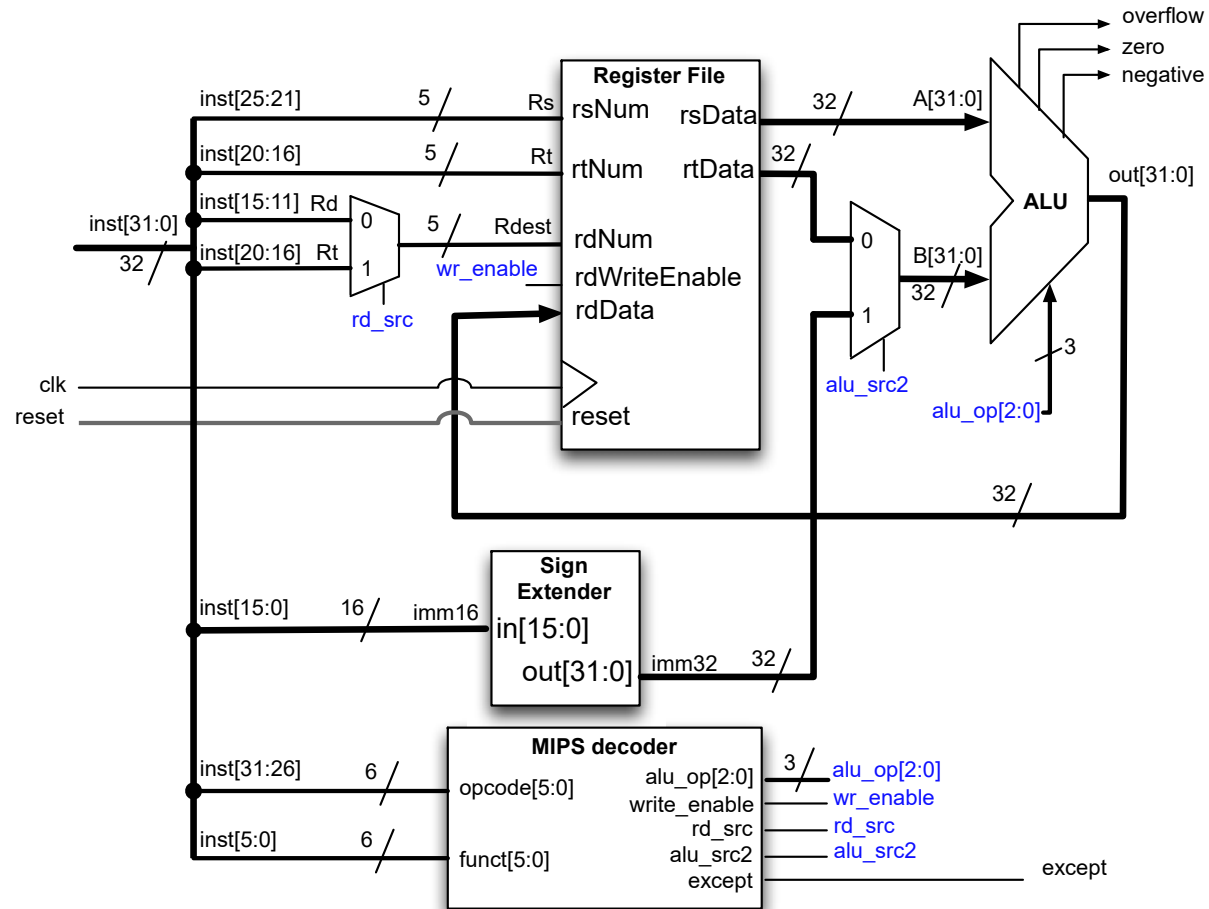 overflow
zero
negative
Register File
inst[25:21] 5 Rs rsNum rsData 32 A[31:0]
inst[20:16] 5 Rt rtNum rtData 32 out[31:0]
inst[15:11] Rd 0 ALU
inst[31:0] 5 Rdest rdNum 0 B[31:0]
32 inst[20:16] Rt 1 wr_enable rdWriteEnable 32
rd_src rdData 1 3
clk alu_src2
reset reset alu_op[2:0]
32
Sign
Extender
inst[15:0] 16 imm16 in[15:0]
out[31:0] imm32 32
MIPS decoder
inst[31:26] 6 opcode[5:0] alu_op[2:0] 3 alu_op[2:0]
write_enable wr_enable
rd_src rd_src
inst[5:0] 6 funct[5:0] alu_src2 alu_src2
except except